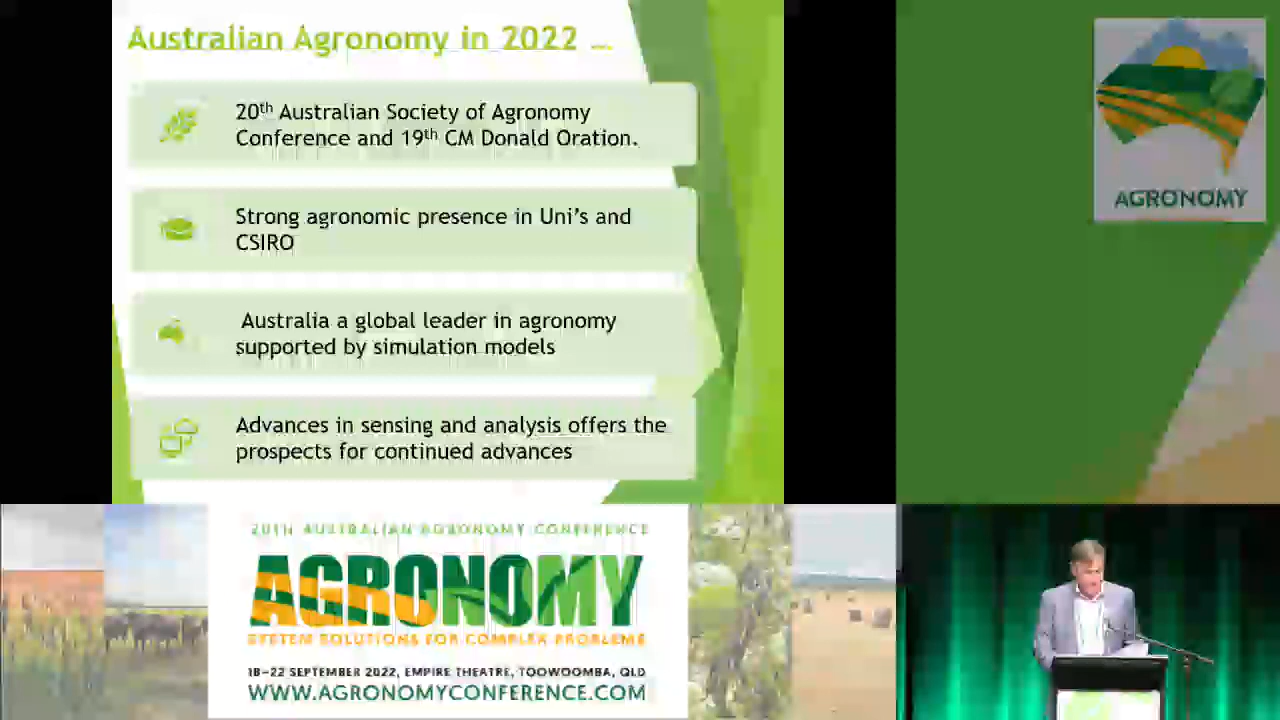 Australian Agronomy in 2022 ...
20th Australian Society of Agronomy
Conference and 19th CM Donald Oration.
Strong agronomic presence in Uni's and
CSIRO
Australia a global leader in agronomy
supported by simulation models
Advances in sensing and analysis offers the
prospects for continued advances
AGRONOMY
20TH AUSTRALIAN AGRONOMY CONFERENCE
AGRONOMY
SYSTEM SOLUTIONS FOR COMPLEX PROBLEMS
18–22 SEPTEMBER 2022, EMPIRE THEATRE, TOOWOOMBA, QLD
WWW.AGRONOMYCONFERENCE.COM